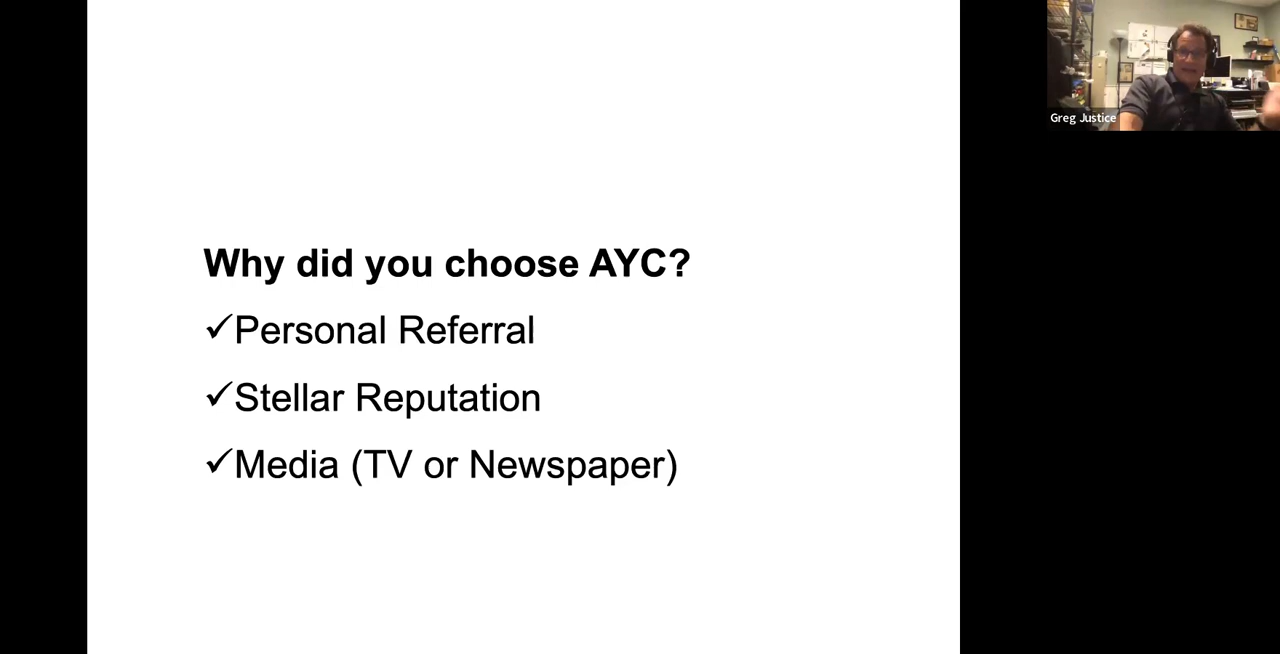 Why did you choose AYC?
✓Personal Referral
✓Stellar Reputation
✓Media (TV or Newspaper)
Greg Justice